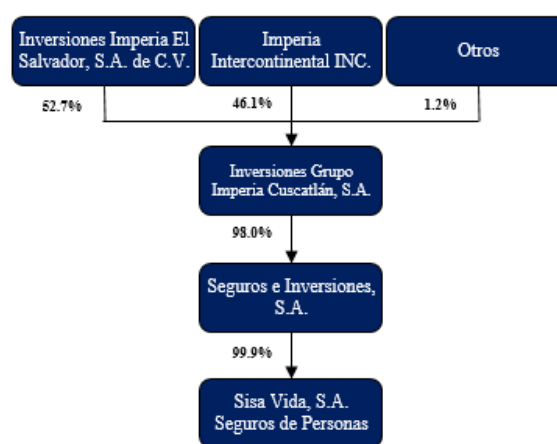 Inversiones Imperia El
Salvador, S.A. de C.V.
Imperia
Intercontinental INC.
Otros
52.7%
46.1%
1.2%
Inversiones Grupo
Imperia Cuscatlán, S.A.
98.0%
Seguros e Inversiones,
S.A.
99.9%
Sisa Vida, S.A.
Seguros de Personas